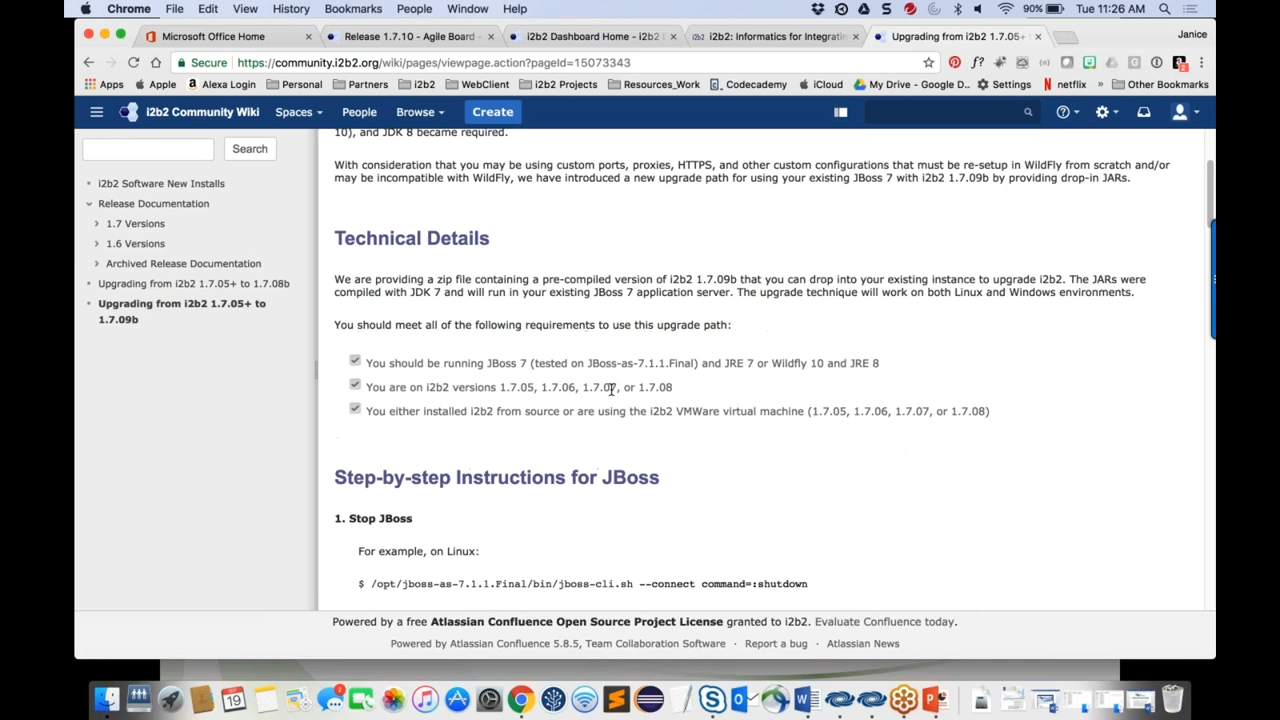 Chrome File Edit View History Bookmarks People Window Help 90% Tue 11:26 AM
Microsoft Office Home Release 1.7.10 - Agile Board - i2b2 Dashboard Home - i2b2 i2b2: Informatics for Integrating Upgrading from i2b2 1.7.05+ Janice
Secure https://community.i2b2.org/wiki/pages/viewpage.action?pageId=15073343
Apps Alexa Login Personal Partners i2b2 WebClient i2b2 Projects Resources_Work Codecademy iCloud My Drive - Google D.. Settings netflix » Other Bookmarks
i2b2 Community Wiki Spaces People Browse Create
Search
i2b2 Software New Installs
Release Documentation
1.7 Versions
1.6 Versions
Archived Release Documentation
Upgrading from i2b2 1.7.05+ to 1.7.08b
Upgrading from i2b2 1.7.05+ to
1.7.09b
10), and JDK 8 became required.
With consideration that you may be using custom ports, proxies, HTTPS, and other custom configurations that must be re-setup in WildFly from scratch and/or
may be incompatible with WildFly, we have introduced a new upgrade path for using your existing JBoss 7 with i2b2 1.7.09b by providing drop-in JARs.
Technical Details
We are providing a zip file containing a pre-compiled version of i2b2 1.7.09b that you can drop into your existing instance to upgrade i2b2. The JARs were
compiled with JDK 7 and will run in your existing JBoss 7 application server. The upgrade technique will work on both Linux and Windows environments.
You should meet all of the following requirements to use this upgrade path:
You should be running JBoss 7 (tested on JBoss-as-7.1.1.Final) and JRE 7 or Wildfly 10 and JRE 8
You are on i2b2 versions 1.7.05, 1.7.06, 1.7.07, or 1.7.08
You either installed i2b2 from source or are using the i2b2 VMWare virtual machine (1.7.05, 1.7.06, 1.7.07, or 1.7.08)
Step-by-step Instructions for JBoss
1. Stop JBoss
For example, on Linux:
$ /opt/jboss-as-7.1.1.Final/bin/jboss-cli.sh --connect command=:shutdown
Powered by a free Atlassian Confluence Open Source Project License granted to i2b2. Evaluate Confluence today.
Powered by Atlassian Confluence 5.8.5, Team Collaboration Software · Report a bug · Atlassian News
19